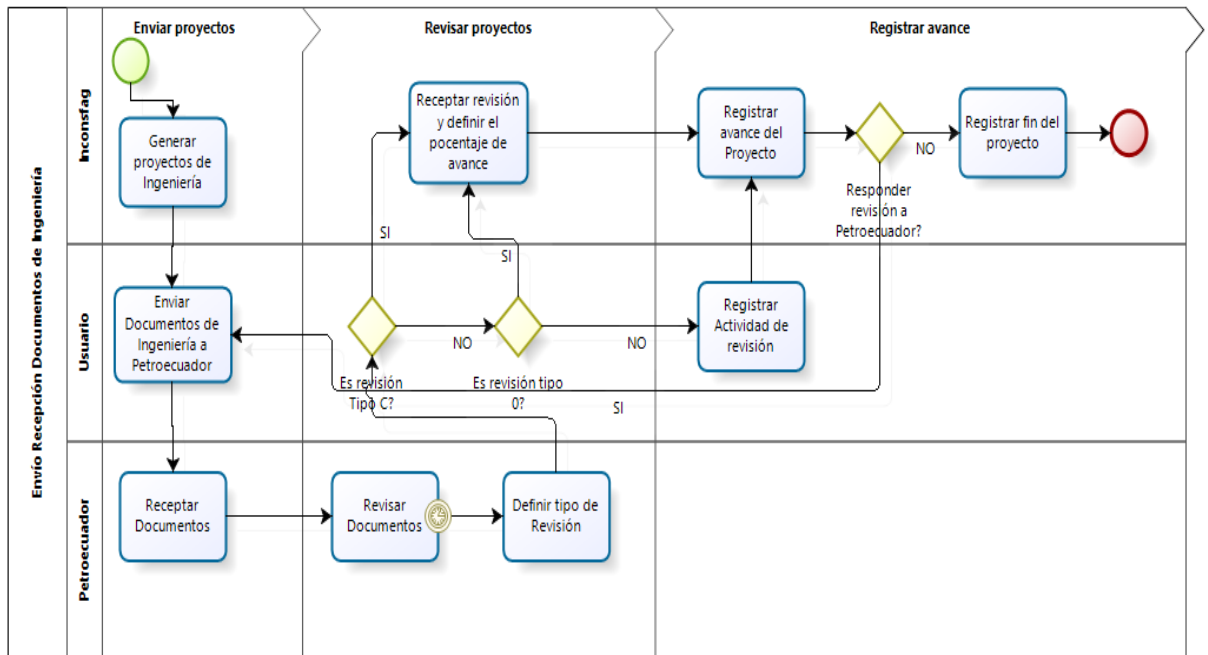 Envío Recepción Documentos de Ingeniería
Enviar proyectos
Revisar proyectos
Registrar avance
Inconsfag
Generar
proyectos de
Ingeniería
Receptar revisión
y definir el
pocentaje de
avance
Registrar
avance del
Proyecto
NO
Registrar fin del
proyecto
Responder
revisión a
Petroecuador?
SI
SI
Usuario
Enviar
Documentos de
Ingeniería a
Petroecuador
NO
NO
Registrar
Actividad de
revisión
Es revisión
Tipo C?
Es revisión tipo
0?
SI
Petroecuador
Receptar
Documentos
Revisar
Documentos
Definir tipo de
Revisión